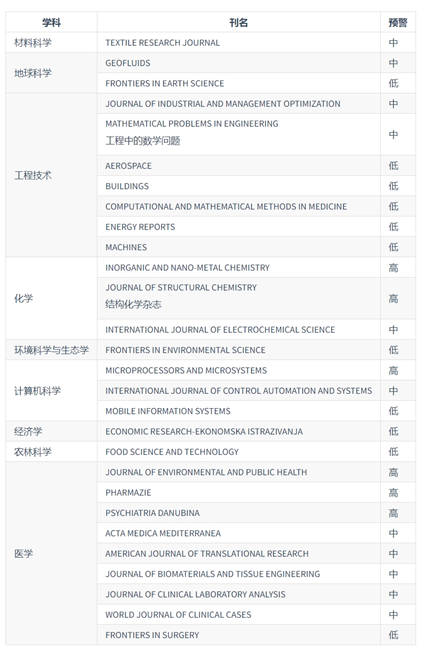 学科 刊名 预警
材料科学 TEXTILE RESEARCH JOURNAL 中
地球科学 GEOFLUIDS 中
FRONTIERS IN EARTH SCIENCE 低
工程技术 JOURNAL OF INDUSTRIAL AND MANAGEMENT OPTIMIZATION 中
MATHEMATICAL PROBLEMS IN ENGINEERING
工程中的数学问题 中
AEROSPACE 低
BUILDINGS 低
COMPUTATIONAL AND MATHEMATICAL METHODS IN MEDICINE 低
ENERGY REPORTS 低
MACHINES 低
化学 INORGANIC AND NANO-METAL CHEMISTRY 高
JOURNAL OF STRUCTURAL CHEMISTRY
结构化学杂志 高
INTERNATIONAL JOURNAL OF ELECTROCHEMICAL SCIENCE 中
环境科学与生态学 FRONTIERS IN ENVIRONMENTAL SCIENCE 低
计算机科学 MICROPROCESSORS AND MICROSYSTEMS 高
INTERNATIONAL JOURNAL OF CONTROL AUTOMATION AND SYSTEMS 中
MOBILE INFORMATION SYSTEMS 低
经济学 ECONOMIC RESEARCH-EKONOMSKA ISTRAZIVANJA 低
农林科学 FOOD SCIENCE AND TECHNOLOGY 低
医学 JOURNAL OF ENVIRONMENTAL AND PUBLIC HEALTH 高
PHARMAZIE 高
PSYCHIATRIA DANUBINA 高
ACTA MEDICA MEDITERRANEA 中
AMERICAN JOURNAL OF TRANSLATIONAL RESEARCH 中
JOURNAL OF BIOMATERIALS AND TISSUE ENGINEERING 中
JOURNAL OF CLINICAL LABORATORY ANALYSIS 中
WORLD JOURNAL OF CLINICAL CASES 中
FRONTIERS IN SURGERY 低